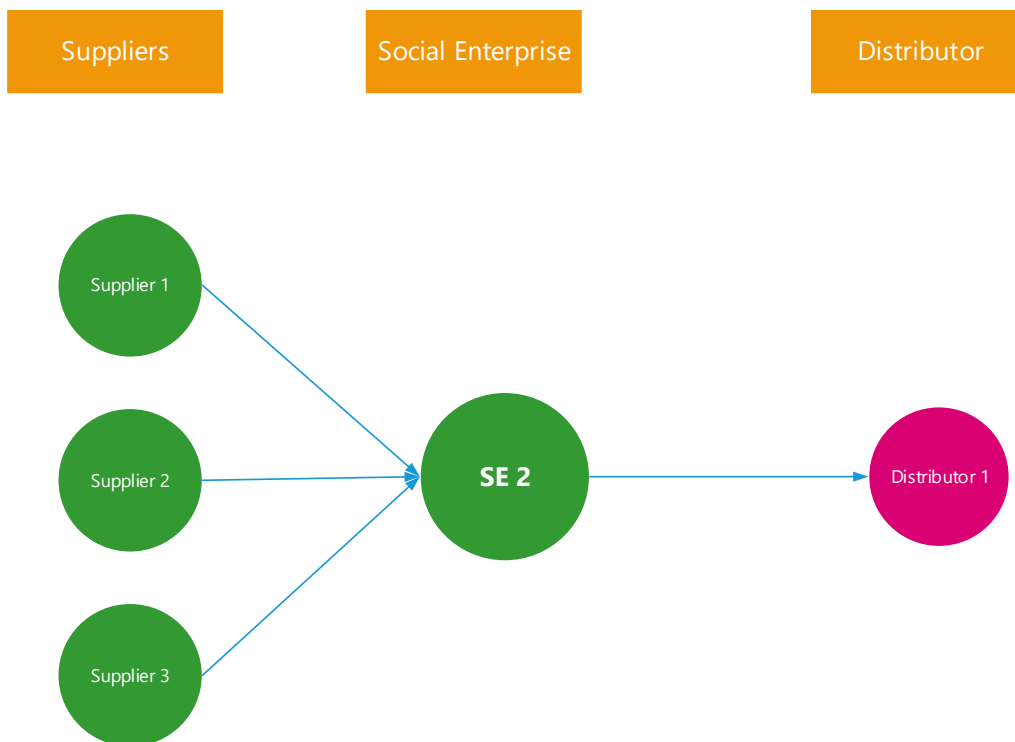 Suppliers
Social Enterprise
Distributor
Supplier 1
Supplier 2
SE 2
Distributor 1
Supplier 3